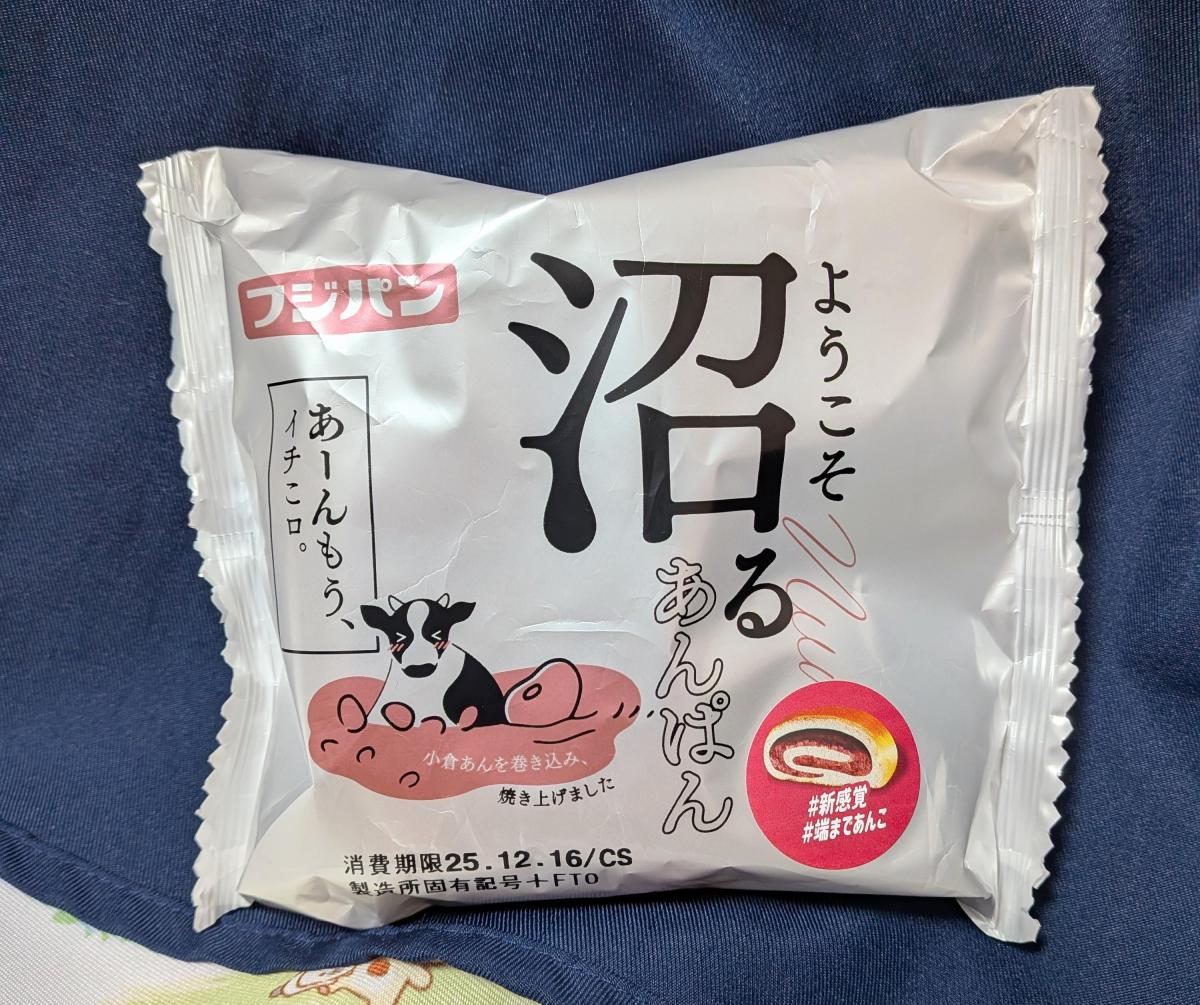 フジパン
ようこそ
沼る
あんぱん
あーんもう、
イチこロ。
小倉あんを巻き込み、
焼き上げました
#新感覚
#端まであんこ
消費期限25.12.16/CS
製造所固有記号+FTO